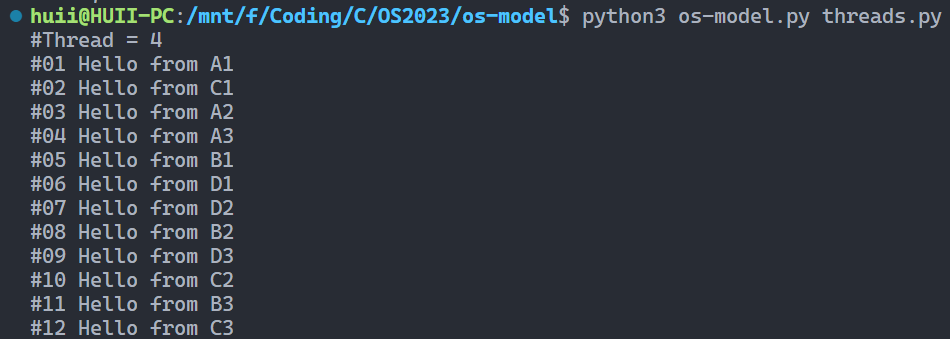 huii@HUII-PC:/mnt/f/Coding/C/OS2023/os-model$ python3 os-model.py threads.py
#Thread = 4
#01 Hello from A1
#02 Hello from C1
#03 Hello from A2
#04 Hello from A3
#05 Hello from B1
#06 Hello from D1
#07 Hello from D2
#08 Hello from B2
#09 Hello from D3
#10 Hello from C2
#11 Hello from B3
#12 Hello from C3